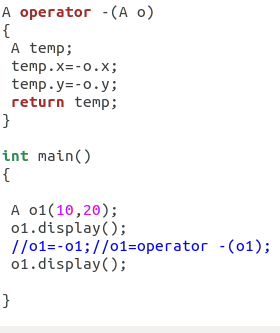 A operator -(A o)
{
A temp;
temp.x=-o.x;
temp.y=-o.y;
return temp;
}
int main()
{
A o1(10,20);
o1.display();
//o1=-o1;//o1=operator -(o1);
o1.display();
}